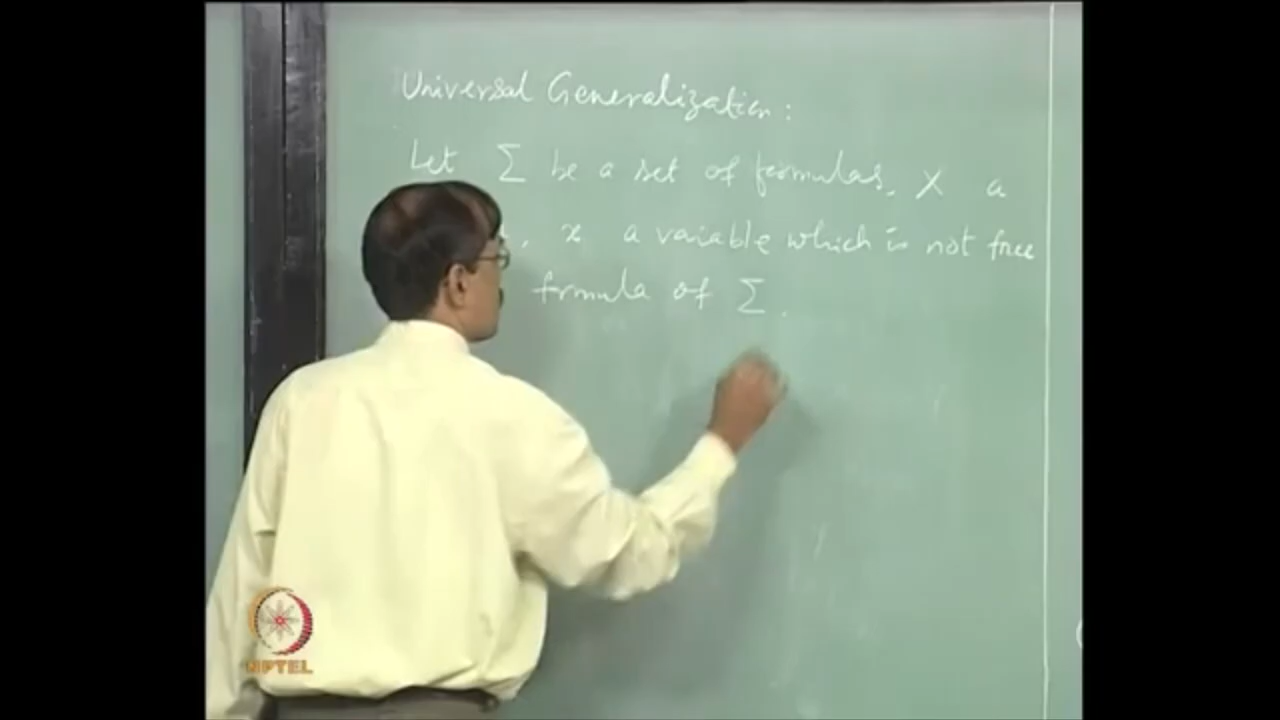 Universal Generalization :
Let Σ be a set of formulas, X a
, x a variable which is not free
formula of Σ .
NPTEL